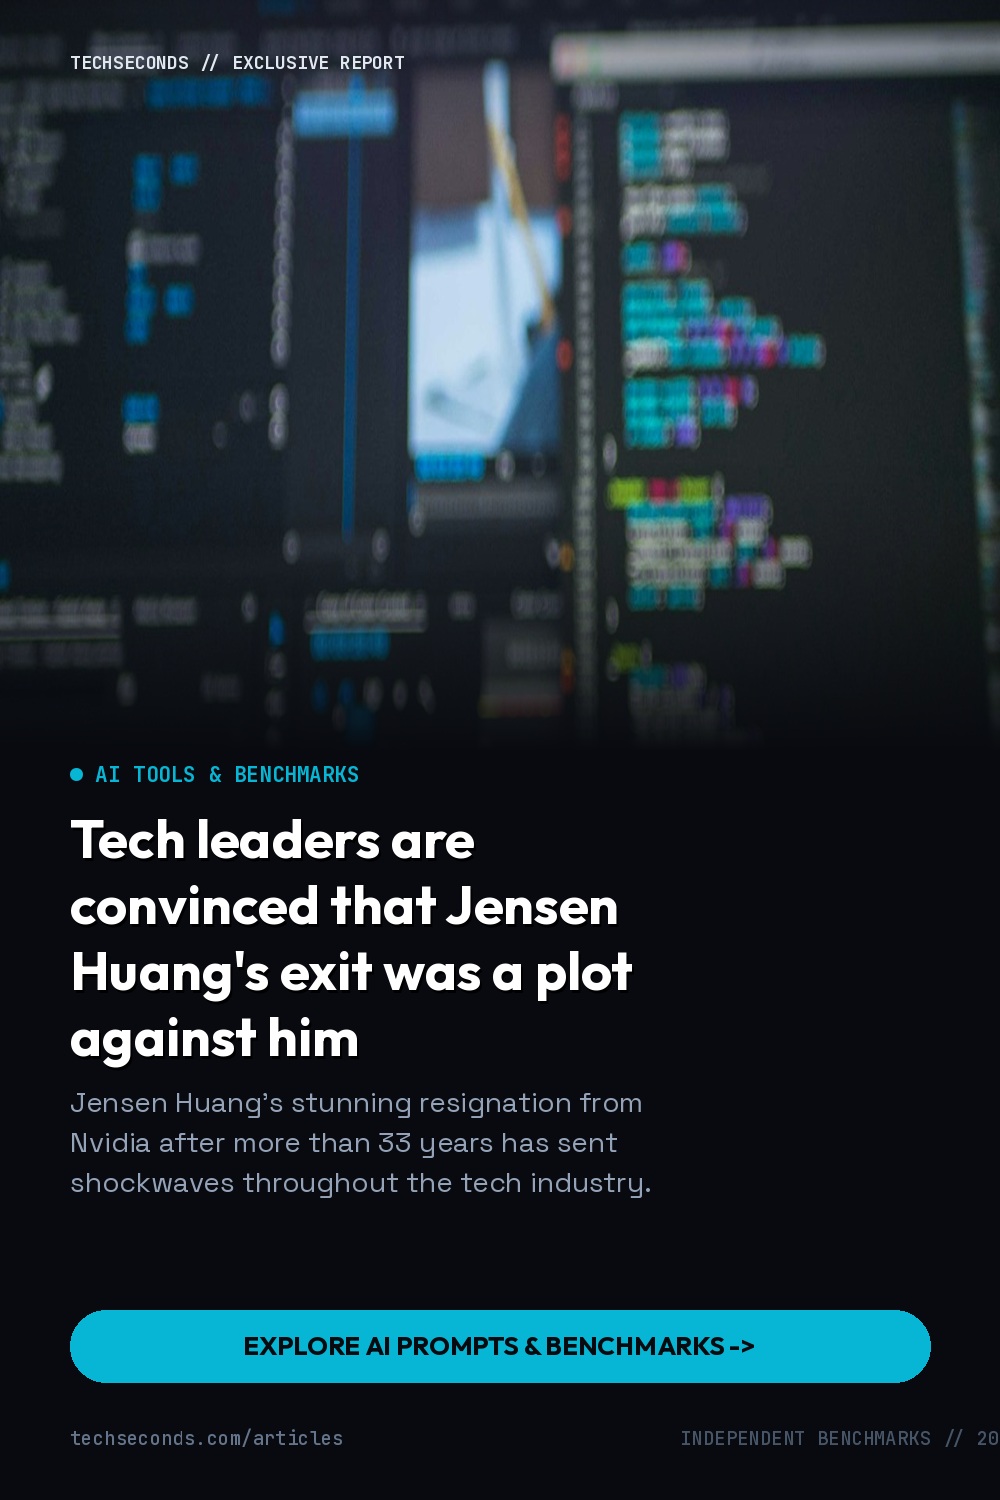 TECHSECONDS // EXCLUSIVE REPORT
AI TOOLS & BENCHMARKS
Tech leaders are
convinced that Jensen
Huang's exit was a plot
against him
Jensen Huang’s stunning resignation from
Nvidia after more than 33 years has sent
shockwaves throughout the tech industry.
EXPLORE AI PROMPTS & BENCHMARKS ->
techseconds.com/articles
INDEPENDENT BENCHMARKS // 20